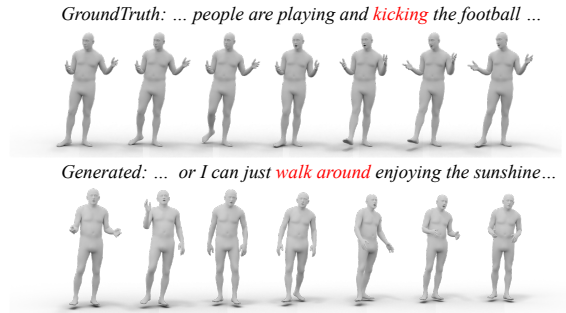 GroundTruth: … people are playing and kicking the football …
Generated: … or I can just walk around enjoying the sunshine…